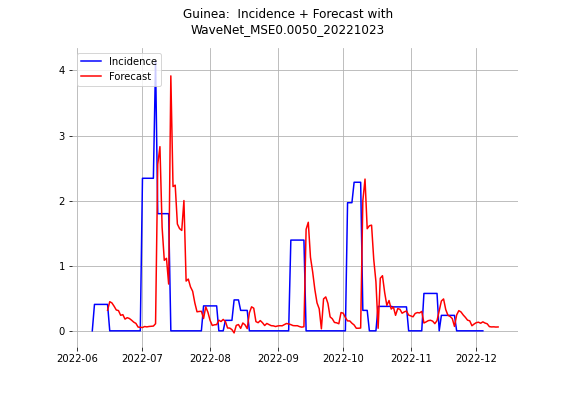 Guinea:  Incidence + Forecast with
WaveNet_MSE0.0050_20221023
Incidence
Forecast
4
3
2
1
0
2022-06 2022-07 2022-08 2022-09 2022-10 2022-11 2022-12